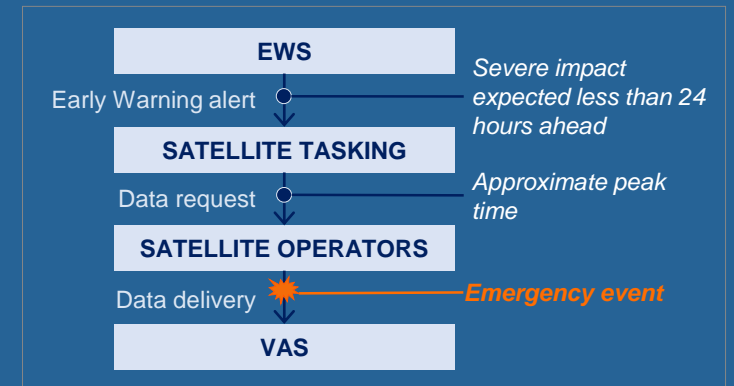 EWS
Early Warning alert
Severe impact
expected less than 24
hours ahead
SATELLITE TASKING
Data request
Approximate peak
time
SATELLITE OPERATORS
Data delivery
Emergency event
VAS